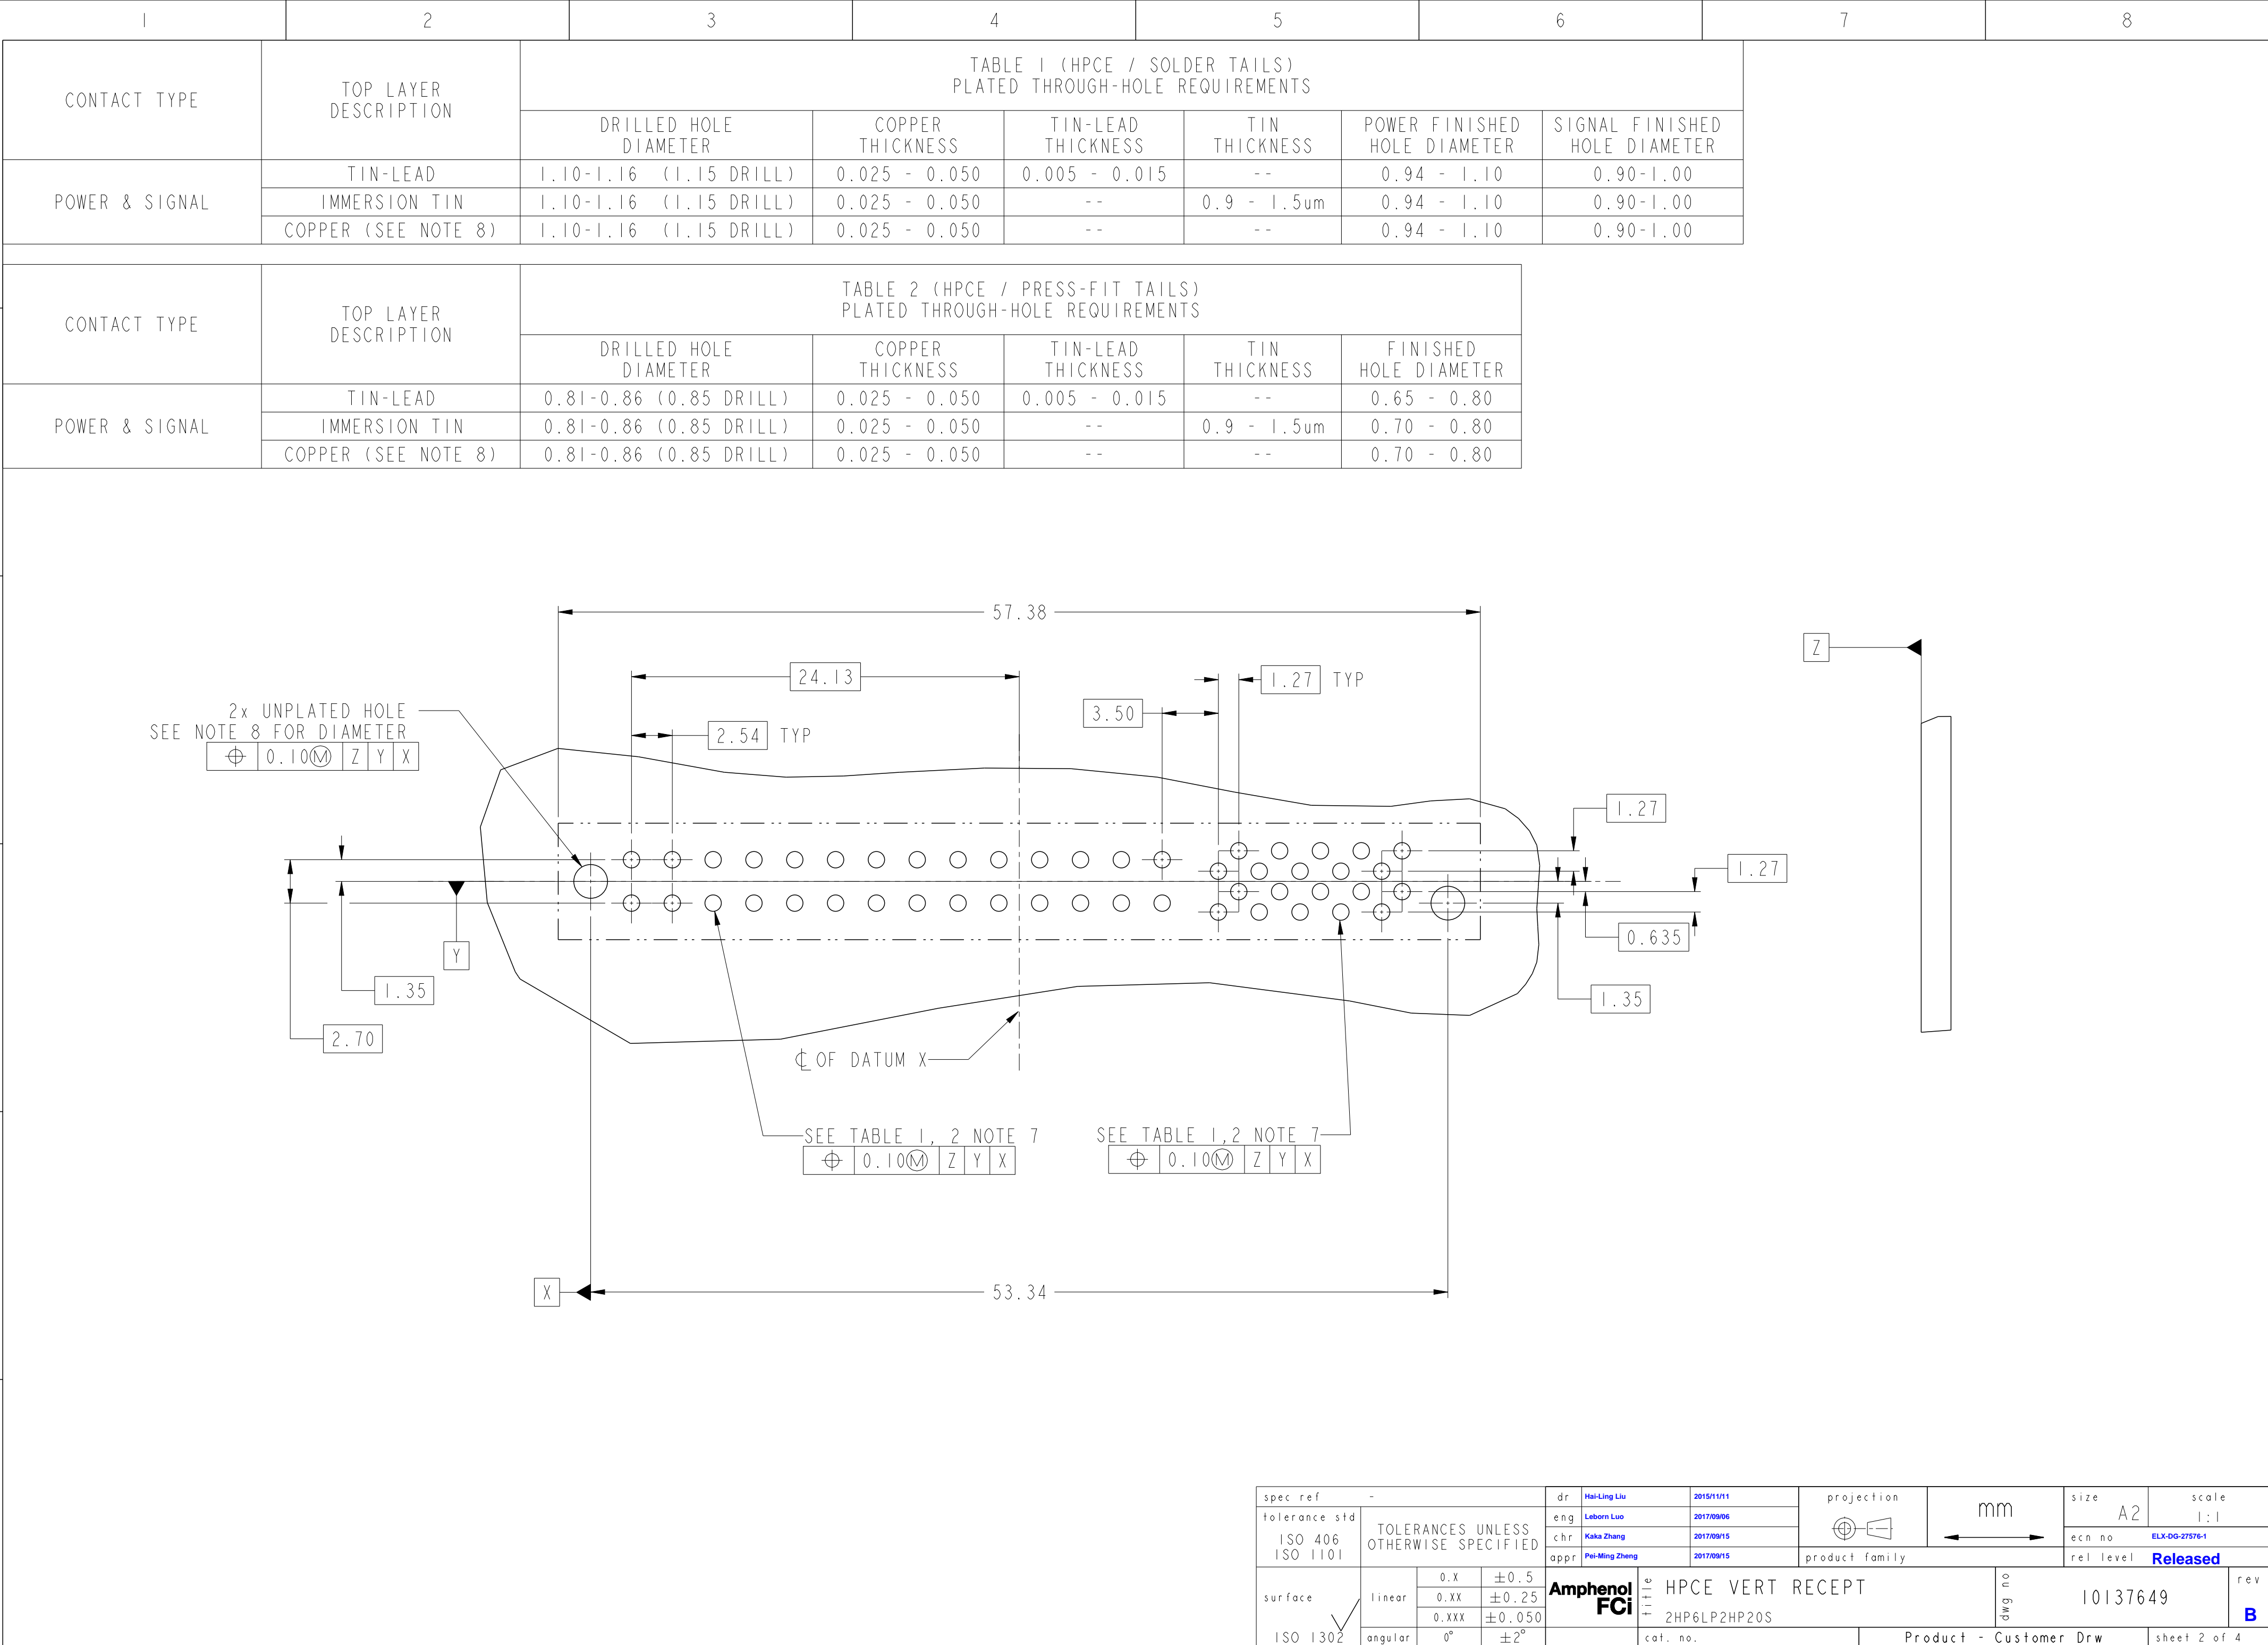 1 2 3 4 5 6 7 8
CONTACT TYPE
TOP LAYER
DESCRIPTION
TABLE 1 (HPCE / SOLDER TAILS)
PLATED THROUGH-HOLE REQUIREMENTS
DRILLED HOLE
DIAMETER
COPPER
THICKNESS
TIN-LEAD
THICKNESS
TIN
THICKNESS
POWER FINISHED
HOLE DIAMETER
SIGNAL FINISHED
HOLE DIAMETER
POWER & SIGNAL
TIN-LEAD 1.10-1.16 (1.15 DRILL) 0.025 - 0.050 0.005 - 0.015 -- 0.94 - 1.10 0.90-1.00
IMMERSION TIN 1.10-1.16 (1.15 DRILL) 0.025 - 0.050 -- 0.9 - 1.5um 0.94 - 1.10 0.90-1.00
COPPER (SEE NOTE 8) 1.10-1.16 (1.15 DRILL) 0.025 - 0.050 -- -- 0.94 - 1.10 0.90-1.00
CONTACT TYPE
TOP LAYER
DESCRIPTION
TABLE 2 (HPCE / PRESS-FIT TAILS)
PLATED THROUGH-HOLE REQUIREMENTS
DRILLED HOLE
DIAMETER
COPPER
THICKNESS
TIN-LEAD
THICKNESS
TIN
THICKNESS
FINISHED
HOLE DIAMETER
POWER & SIGNAL
TIN-LEAD 0.81-0.86 (0.85 DRILL) 0.025 - 0.050 0.005 - 0.015 -- 0.65 - 0.80
IMMERSION TIN 0.81-0.86 (0.85 DRILL) 0.025 - 0.050 -- 0.9 - 1.5um 0.70 - 0.80
COPPER (SEE NOTE 8) 0.81-0.86 (0.85 DRILL) 0.025 - 0.050 -- -- 0.70 - 0.80
57.38
Z
24.13
1.27 TYP
3.50
2.54 TYP
2x UNPLATED HOLE
SEE NOTE 8 FOR DIAMETER
⌖ 0.10Ⓜ Z Y X
1.27
1.27
0.635
Y
1.35
1.35
2.70
℄ OF DATUM X
SEE TABLE 1, 2 NOTE 7
⌖ 0.10Ⓜ Z Y X
SEE TABLE 1,2 NOTE 7
⌖ 0.10Ⓜ Z Y X
X
53.34
spec ref -
tolerance std
ISO 406
ISO 1101
TOLERANCES UNLESS
OTHERWISE SPECIFIED
surface
ISO 1302
linear
0.X ±0.5
0.XX ±0.25
0.XXX ±0.050
angular 0° ±2°
dr Hai-Ling Liu 2015/11/11
eng Leborn Luo 2017/09/06
chr Kaka Zhang 2017/09/15
appr Pei-Ming Zheng 2017/09/15
projection
mm
size A2
scale 1:1
ecn no ELX-DG-27576-1
product family
rel level Released
Amphenol
FCi
title HPCE VERT RECEPT
2HP6LP2HP20S
dwg no 10137649
rev B
cat. no.
Product - Customer Drw
sheet 2 of 4